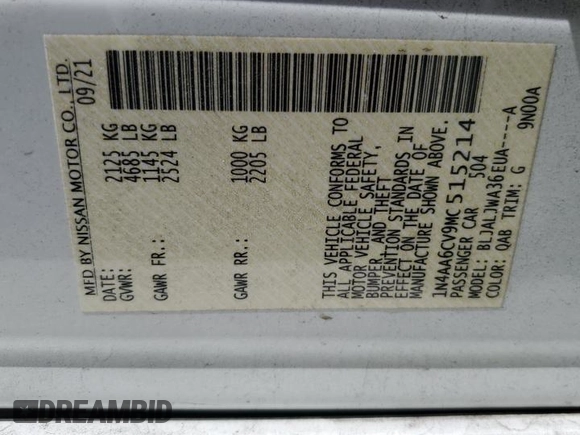 MFD BY NISSAN MOTOR CO., LTD.
DATE: 09/21
GVWR: 2125 KG
4685 LB
GAWR FR.: 1145 KG
2524 LB
GAWR RR.: 1000 KG
2205 LB
THIS VEHICLE CONFORMS TO
ALL APPLICABLE FEDERAL
MOTOR VEHICLE SAFETY,
BUMPER, AND THEFT
PREVENTION STANDARDS IN
EFFECT ON THE DATE OF
MANUFACTURE SHOWN ABOVE.
1N4AA6CV9MC515214
PASSENGER CAR 504
MODEL: BLJALJWA36EUA----A
COLOR: QAB TRIM: G 9N00A
DREAMBID